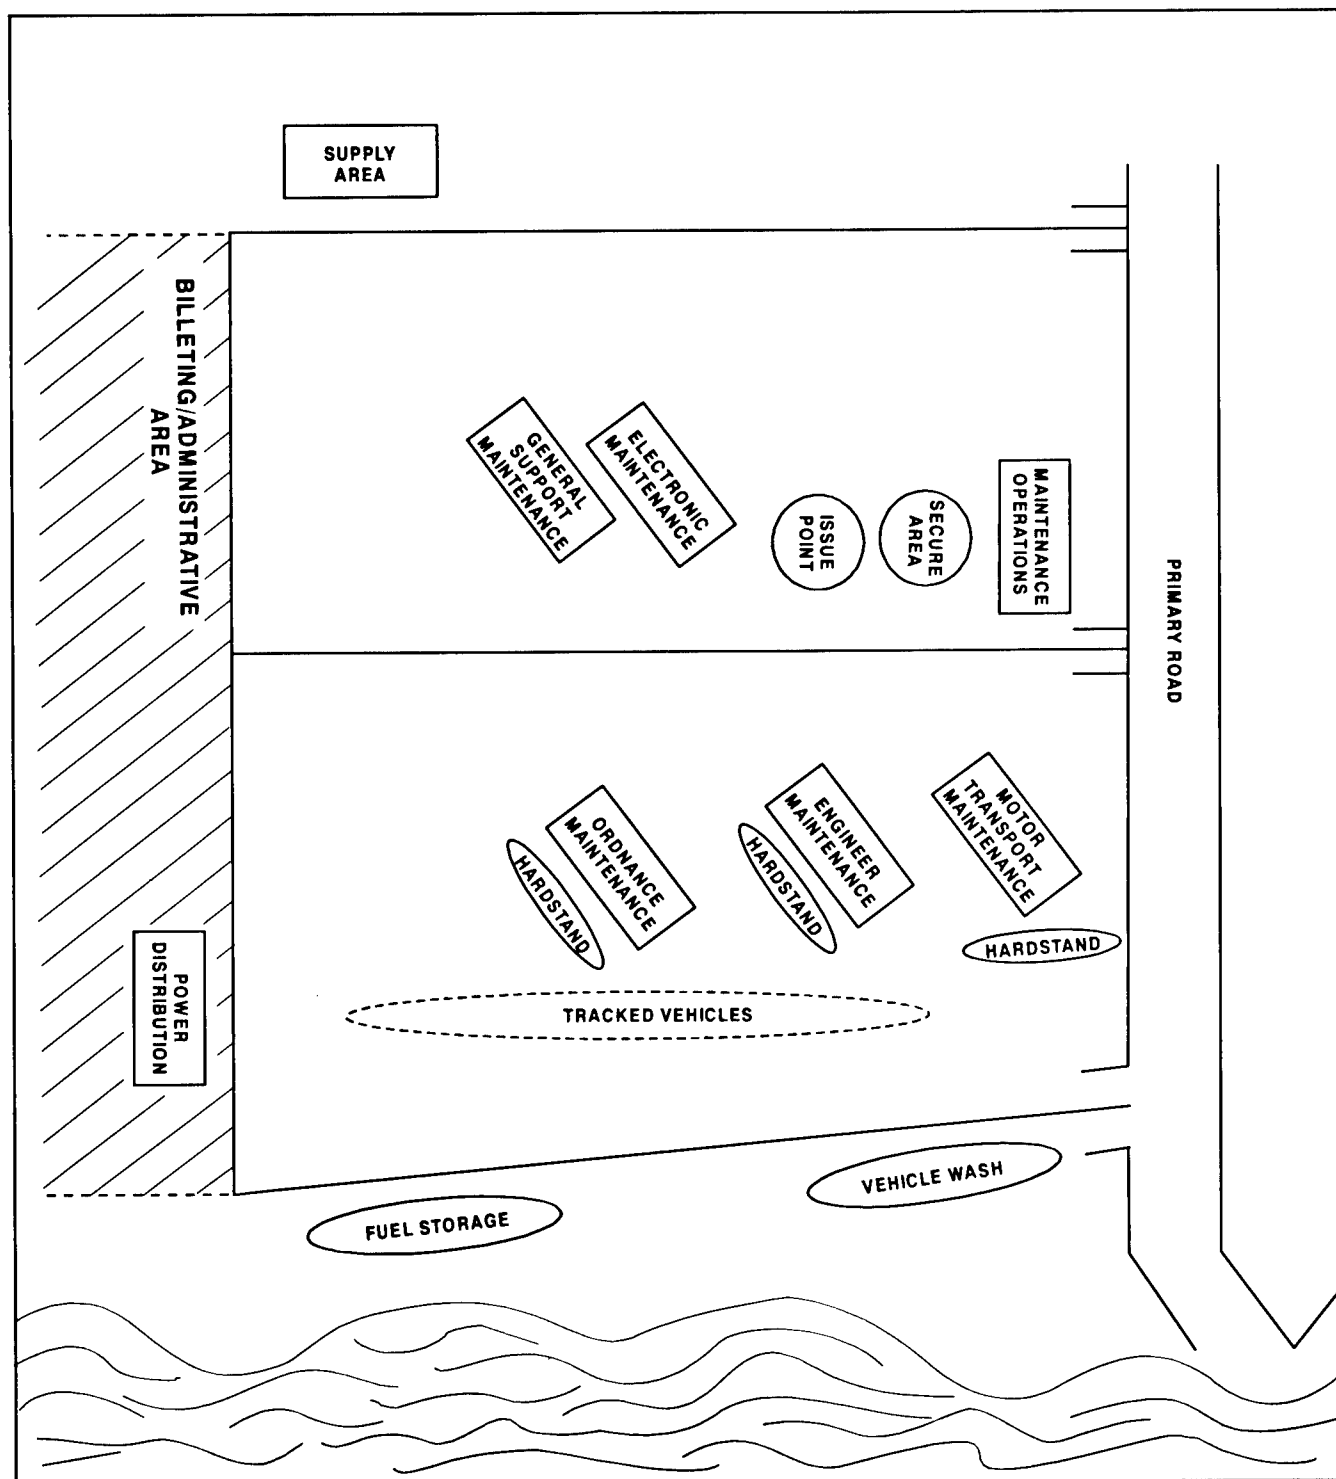 SUPPLY
AREA
BILLETING/ADMINISTRATIVE
AREA
GENERAL
SUPPORT
MAINTENANCE
ELECTRONIC
MAINTENANCE
ISSUE
POINT
SECURE
AREA
MAINTENANCE
OPERATIONS
PRIMARY ROAD
ORDNANCE
MAINTENANCE
HARDSTAND
ENGINEER
MAINTENANCE
HARDSTAND
MOTOR
TRANSPORT
MAINTENANCE
HARDSTAND
POWER
DISTRIBUTION
TRACKED VEHICLES
VEHICLE WASH
FUEL STORAGE